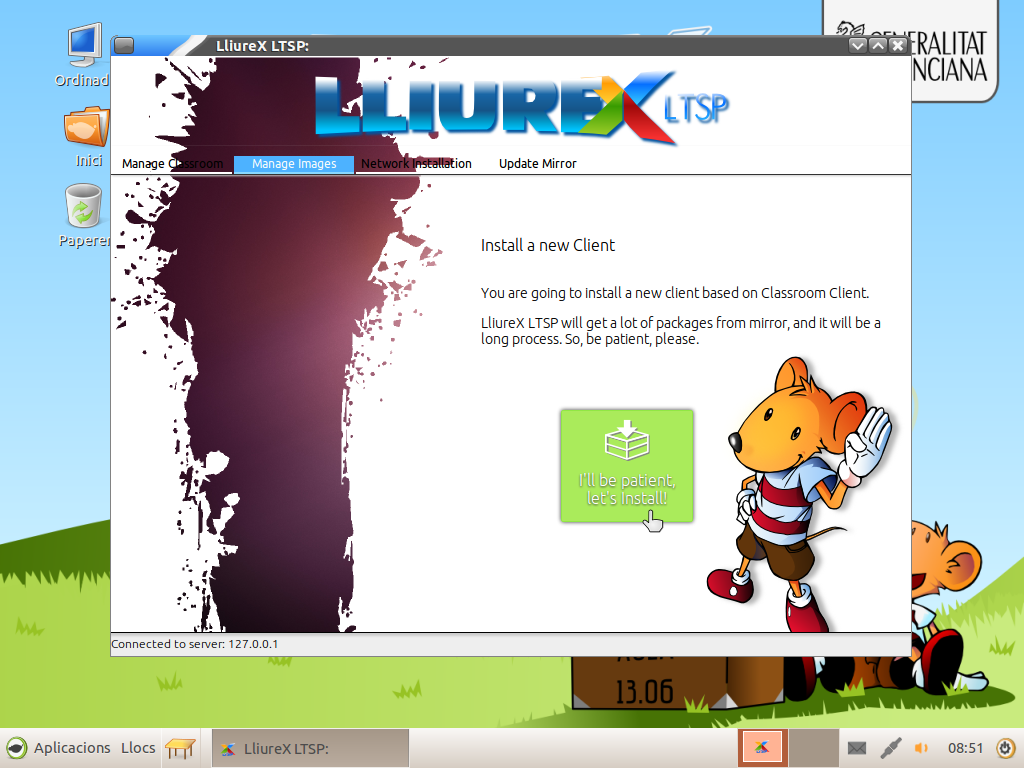 LliureX LTSP:
GENERALITAT
Ordinad
Inici
Paperer
LLIUREX LTSP
Manage Classroom
Manage Images
Network Installation
Update Mirror
Install a new Client
You are going to install a new client based on Classroom Client.
LliureX LTSP will get a lot of packages from mirror, and it will be a
long process. So, be patient, please.
I'll be patient,
let's install!
Connected to server: 127.0.0.1
13.06
Aplicacions
Llocs
LliureX LTSP:
08:51